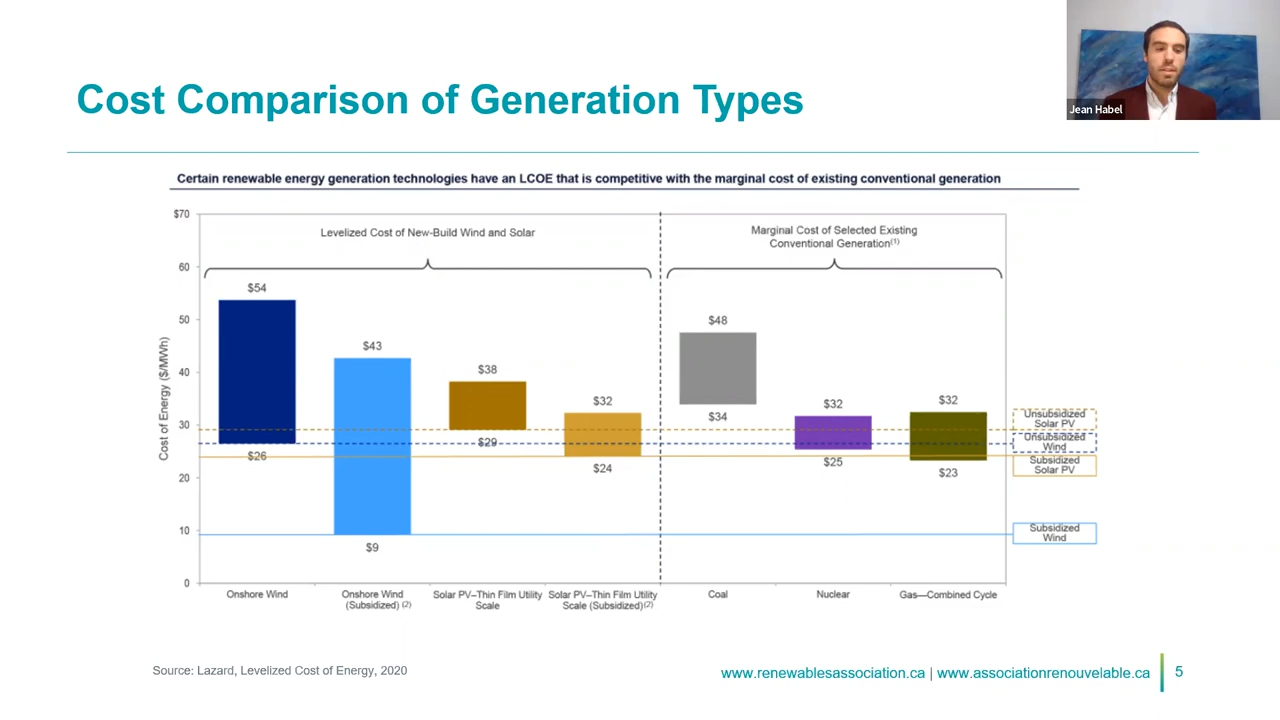 Jean Habel
Cost Comparison of Generation Types
Certain renewable energy generation technologies have an LCOE that is competitive with the marginal cost of existing conventional generation
Levelized Cost of New-Build Wind and Solar
Marginal Cost of Selected Existing
Conventional Generation(1)
Cost of Energy ($/MWh)
$70
60
50
40
30
20
10
0
$54
$26
$43
$9
$38
$29
$32
$24
$48
$34
$32
$25
$32
$23
Unsubsidized
Solar PV
Unsubsidized
Wind
Subsidized
Solar PV
Subsidized
Wind
Onshore Wind
Onshore Wind
(Subsidized) (2)
Solar PV–Thin Film Utility
Scale
Solar PV–Thin Film Utility
Scale (Subsidized)(2)
Coal
Nuclear
Gas—Combined Cycle
Source: Lazard, Levelized Cost of Energy, 2020
www.renewablesassociation.ca | www.associationrenouvelable.ca
5